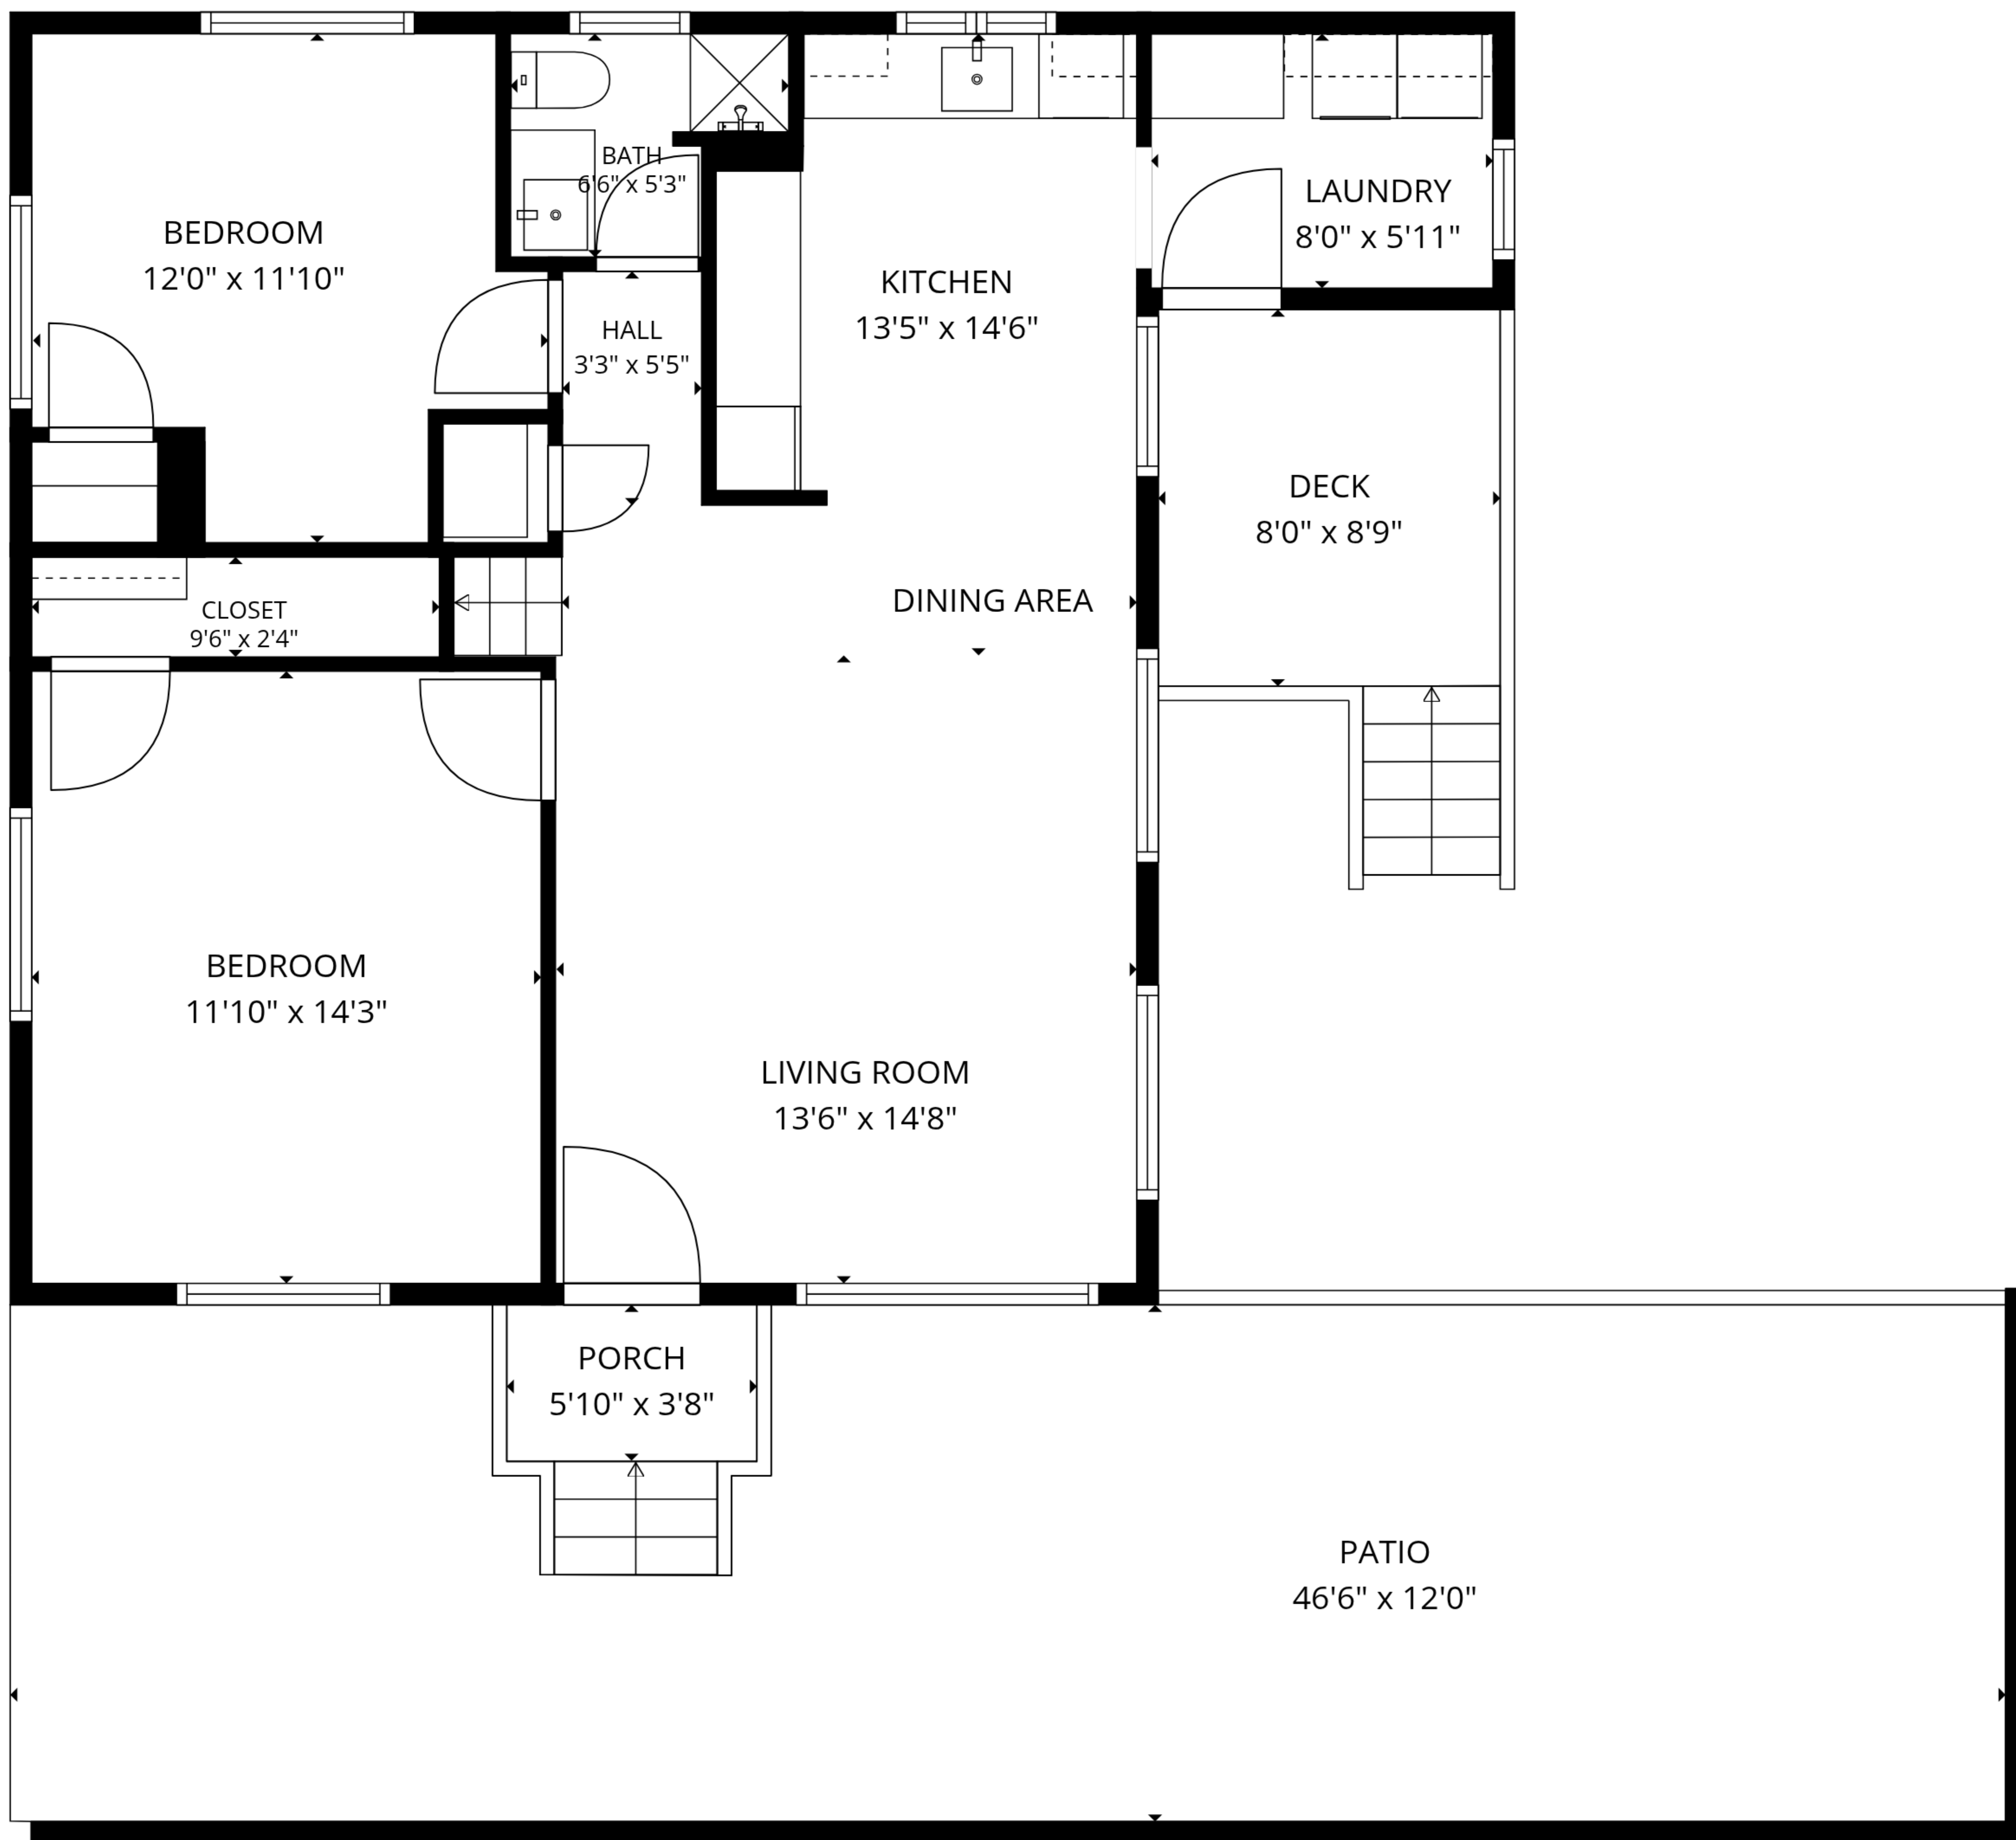 BATH
6'6" x 5'3"
LAUNDRY
8'0" x 5'11"
BEDROOM
12'0" x 11'10"
KITCHEN
13'5" x 14'6"
HALL
3'3" x 5'5"
DECK
8'0" x 8'9"
DINING AREA
CLOSET
9'6" x 2'4"
BEDROOM
11'10" x 14'3"
LIVING ROOM
13'6" x 14'8"
PORCH
5'10" x 3'8"
PATIO
46'6" x 12'0"